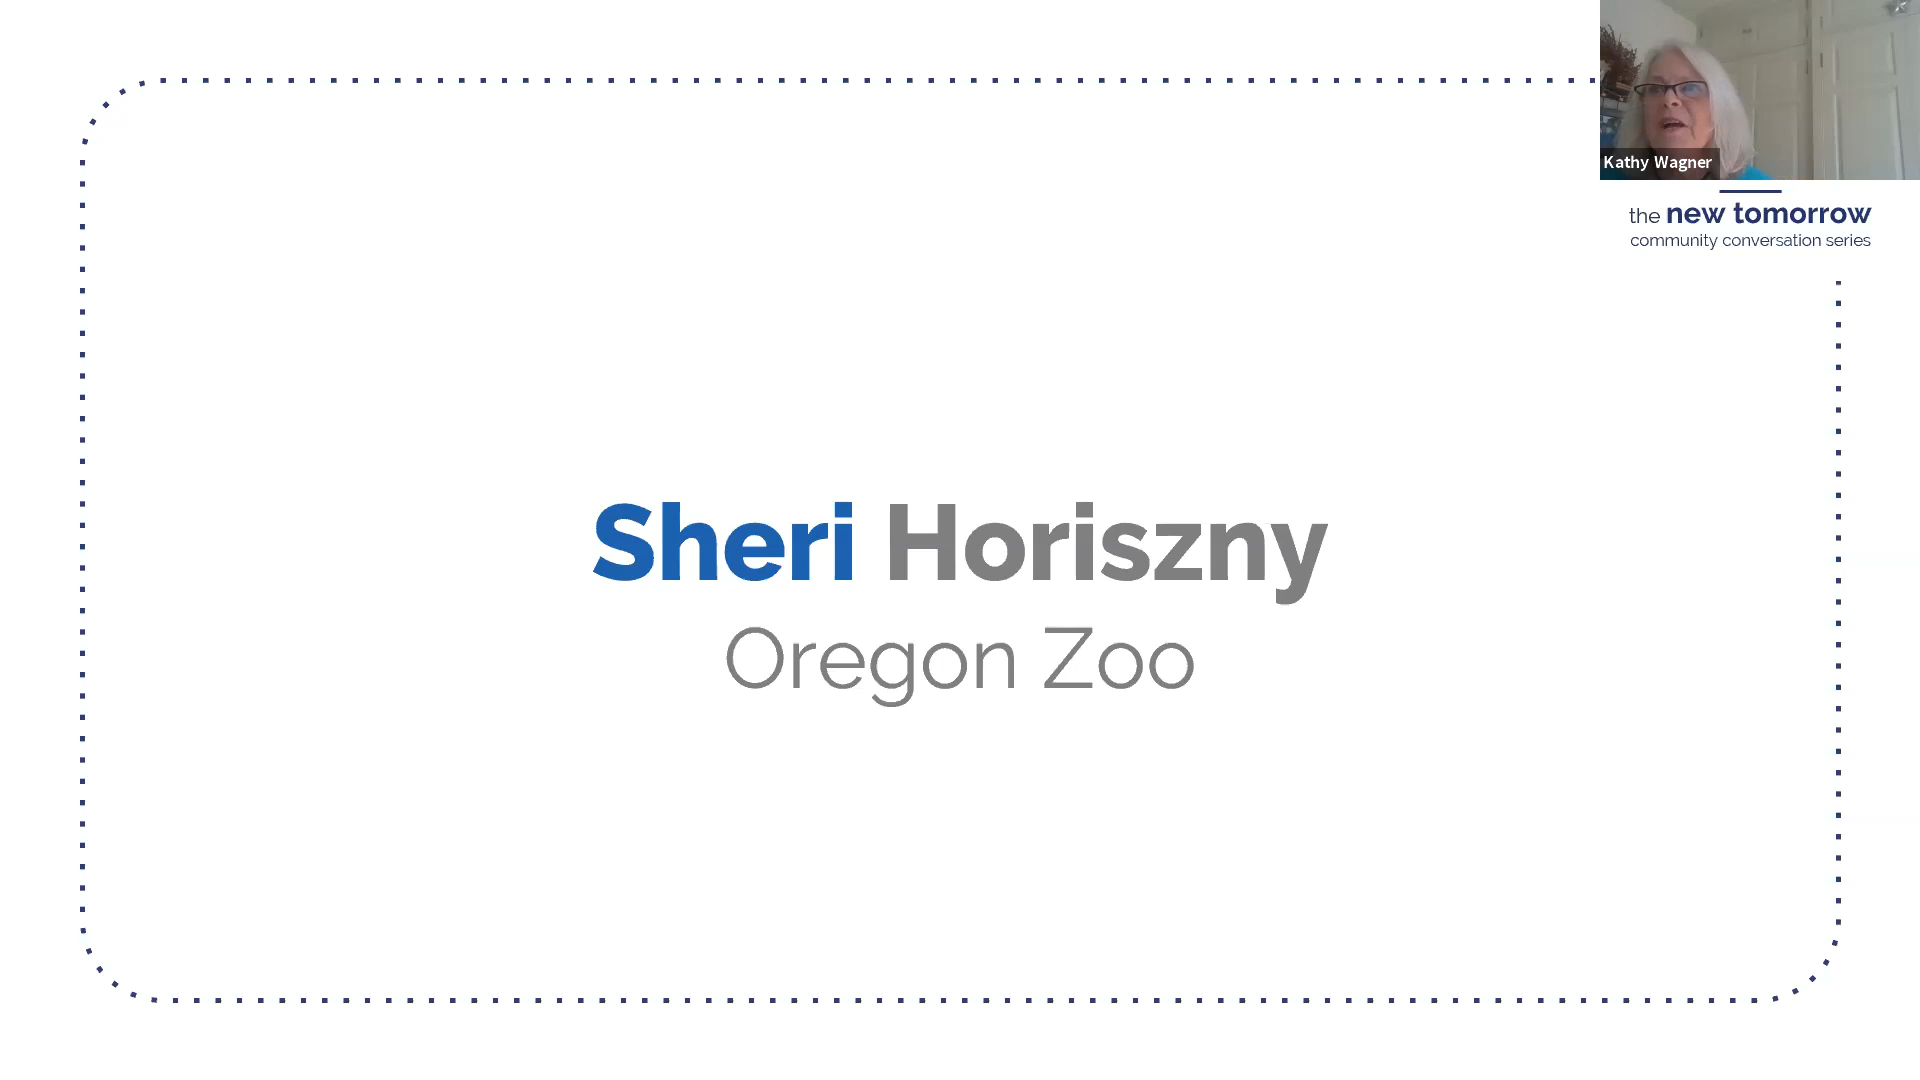 Kathy Wagner
the new tomorrow
community conversation series
Sheri Horiszny
Oregon Zoo